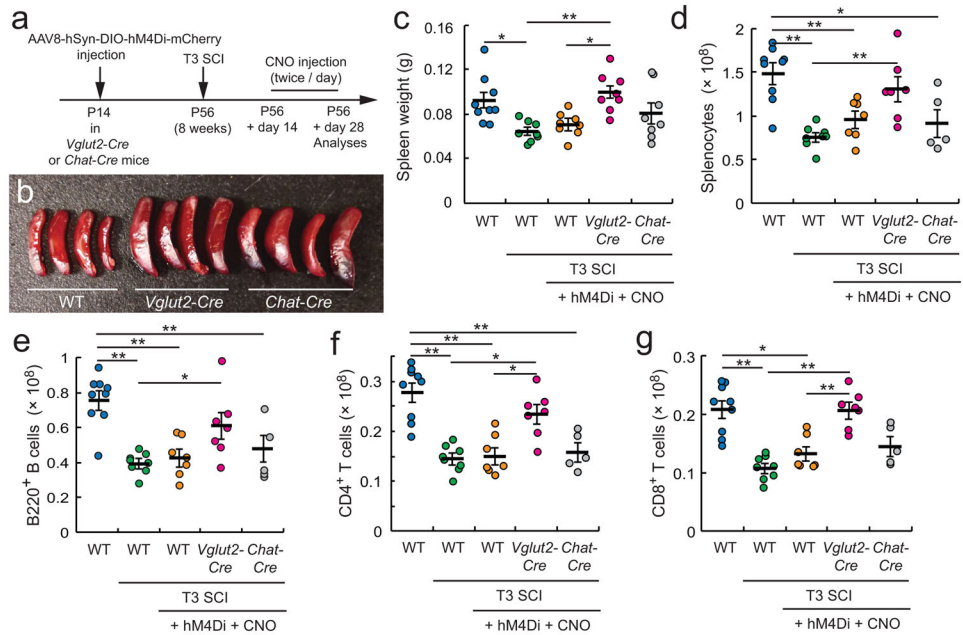 a
AAV8-hSyn-DIO-hM4Di-mCherry
injection
T3 SCI
CNO injection
(twice / day)
P14
in
Vglut2-Cre
or Chat-Cre mice
P56
(8 weeks)
P56
+ day 14
P56
+ day 28
Analyses
b
WT
Vglut2-Cre
Chat-Cre
c
Spleen weight (g)
0.16
0.12
0.08
0.04
**
*
*
WT
WT
WT
Vglut2-
Cre
Chat-
Cre
T3 SCI
+ hM4Di + CNO
d
Splenocytes (× 10⁸)
2
1.5
1
0.5
0
*
**
**
**
WT
WT
WT
Vglut2-
Cre
Chat-
Cre
T3 SCI
+ hM4Di + CNO
e
B220⁺ B cells (× 10⁸)
1
0.8
0.6
0.4
0.2
0
**
**
**
*
WT
WT
WT
Vglut2-
Cre
Chat-
Cre
T3 SCI
+ hM4Di + CNO
f
CD4⁺ T cells (× 10⁸)
0.3
0.2
0.1
0
**
**
**
*
*
WT
WT
WT
Vglut2-
Cre
Chat-
Cre
T3 SCI
+ hM4Di + CNO
g
CD8⁺ T cells (× 10⁸)
0.3
0.2
0.1
0
*
**
**
**
WT
WT
WT
Vglut2-
Cre
Chat-
Cre
T3 SCI
+ hM4Di + CNO